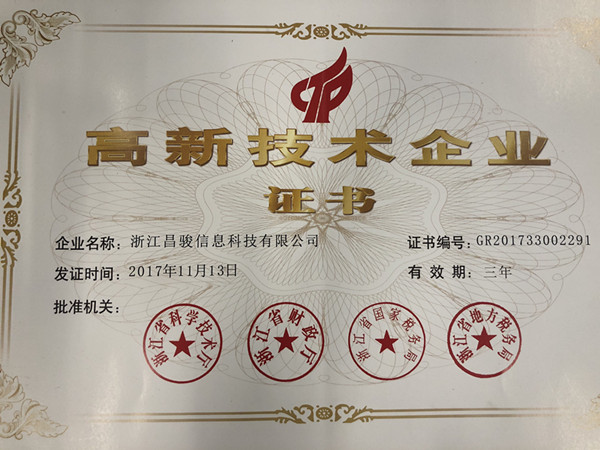 高新技术企业
证书
企业名称：浙江昌骏信息科技有限公司
证书编号：GR201733002291
发证时间：2017年11月13日
有效期：三年
批准机关：
浙江省科学技术厅
浙江省财政厅
浙江省国家税务局
浙江省地方税务局